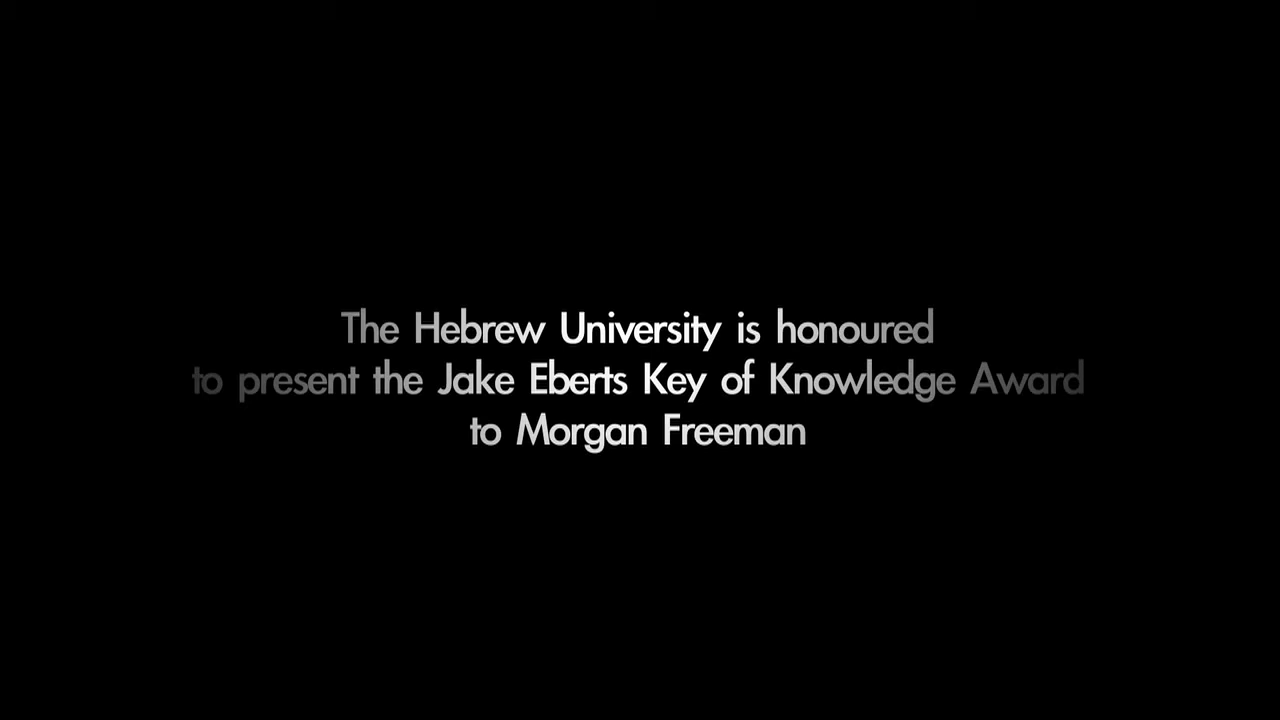 The Hebrew University is honoured
to present the Jake Eberts Key of Knowledge Award
to Morgan Freeman